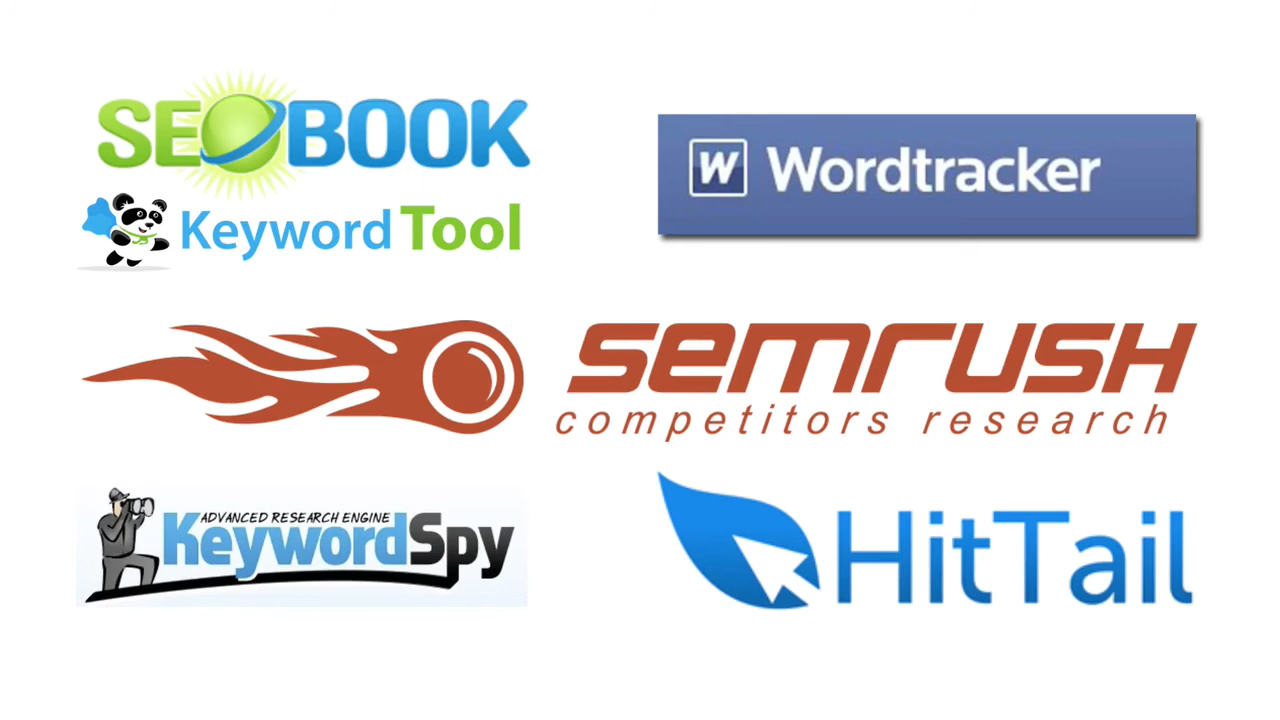 SEOBOOK
Keyword Tool
W Wordtracker
semrush
competitors research
ADVANCED RESEARCH ENGINE
KeywordSpy
HitTail